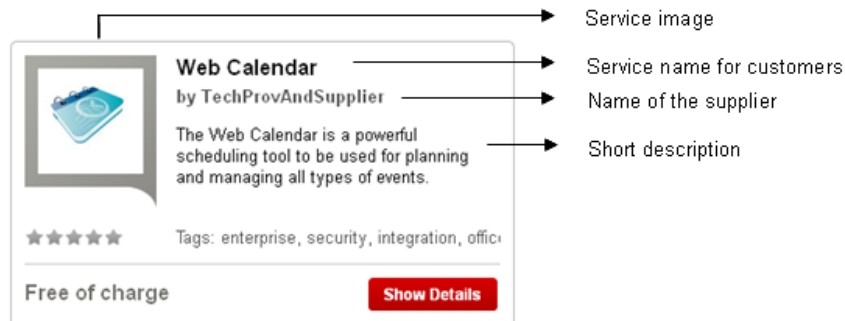 Service image
Web Calendar
Service name for customers
by TechProvAndSupplier
Name of the supplier
The Web Calendar is a powerful
scheduling tool to be used for planning
and managing all types of events.
Short description
Tags: enterprise, security, integration, offic
Free of charge
Show Details